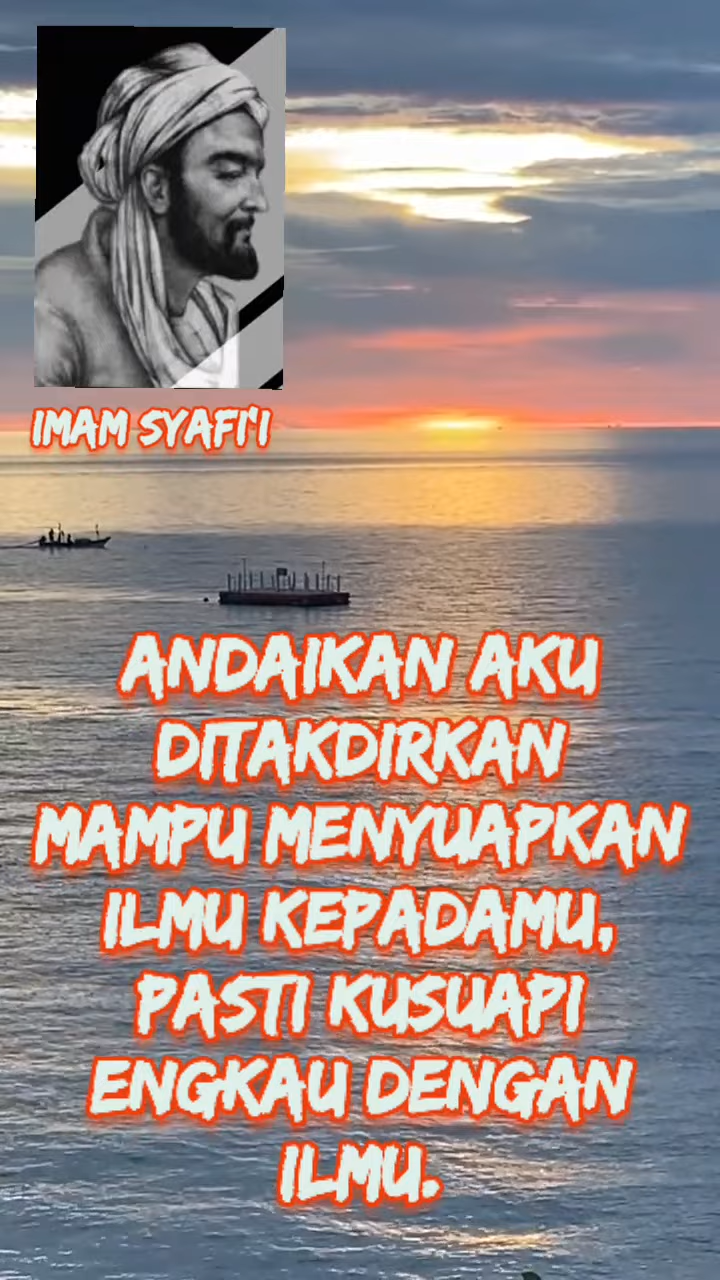 IMAM SYAFI'I
ANDAIKAN AKU
DITAKDIRKAN
MAMPU MENYUAPKAN
ILMU KEPADAMU,
PASTI KUSUAPI
ENGKAU DENGAN
ILMU.